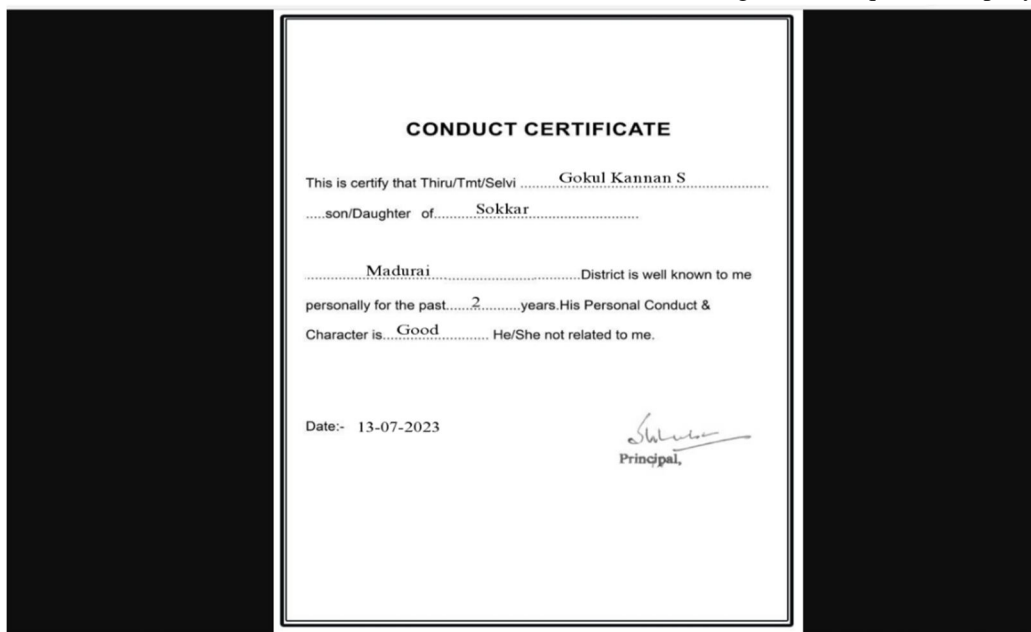 CONDUCT CERTIFICATE
This is certify that Thiru/Tmt/Selvi ............Gokul Kannan S.....................
.....son/Daughter of..........Sokkar..........................
...............Madurai.....................................District is well known to me
personally for the past......2..........years.His Personal Conduct &
Character is...Good............ He/She not related to me.
Date:- 13-07-2023
Principal,